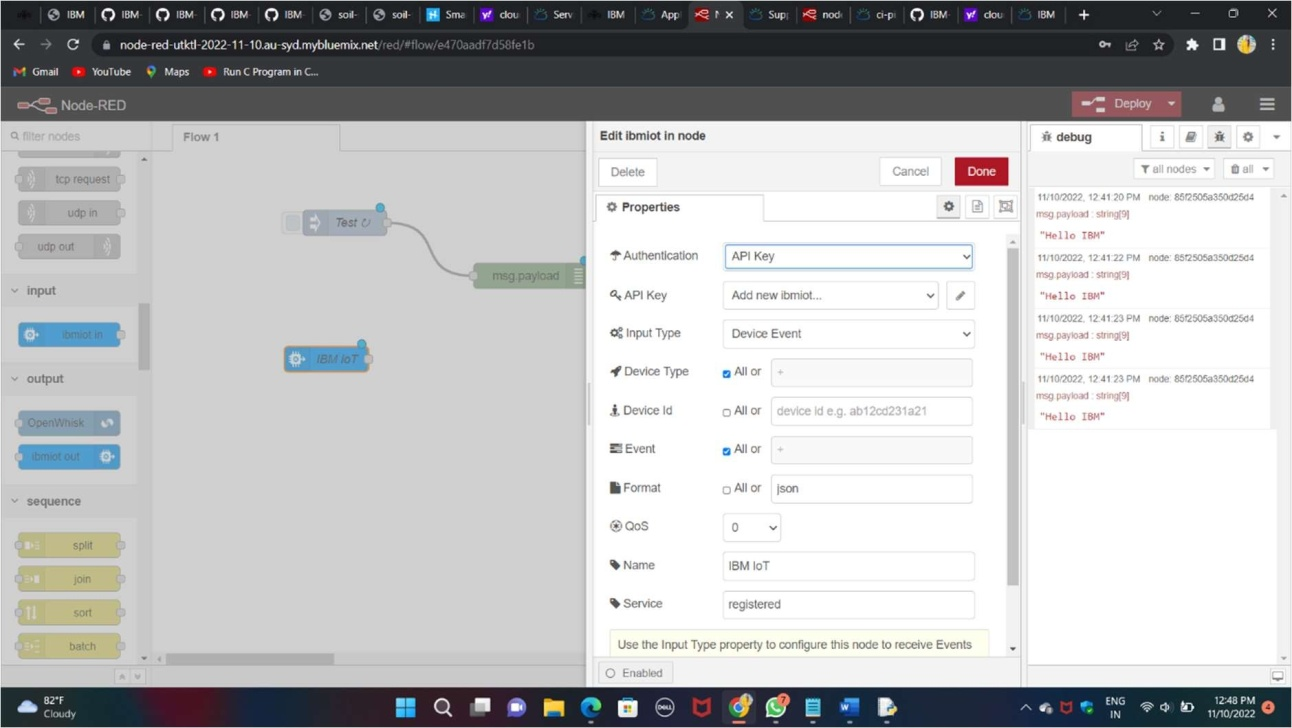 IBM
IBM-
IBM-
IBM-
IBM-
soil-
soil-
Sma
clou
Serv
IBM
Appl
N
Sup
node
ci-pi
IBM-
clou
IBM
node-red-utktl-2022-11-10.au-syd.mybluemix.net/red/#flow/e470aadf7d58fe1b
Gmail YouTube Maps Run C Program in C...
Node-RED
Deploy
filter nodes
tcp request
udp in
udp out
input
ibmiot in
output
OpenWhisk
ibmiot out
sequence
split
join
sort
batch
Flow 1
Test ↻
msg.payload
IBM IoT
Edit ibmiot in node
Delete Cancel Done
Properties
Authentication API Key
API Key Add new ibmiot...
Input Type Device Event
Device Type All or +
Device Id All or device id e.g. ab12cd231a21
Event All or +
Format All or json
QoS 0
Name IBM IoT
Service registered
Use the Input Type property to configure this node to receive Events
Enabled
debug i
all nodes all
11/10/2022, 12:41:20 PM node: 85f2505a350d25d4
msg.payload : string[9]
"Hello IBM"
11/10/2022, 12:41:22 PM node: 85f2505a350d25d4
msg.payload : string[9]
"Hello IBM"
11/10/2022, 12:41:23 PM node: 85f2505a350d25d4
msg.payload : string[9]
"Hello IBM"
11/10/2022, 12:41:23 PM node: 85f2505a350d25d4
msg.payload : string[9]
"Hello IBM"
82°F
Cloudy
DELL
7
ENG
IN
12:48 PM
11/10/2022
4